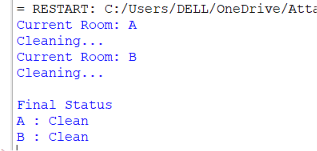 = RESTART: C:/Users/DELL/OneDrive/Atta
Current Room: A
Cleaning...
Current Room: B
Cleaning...
Final Status
A : Clean
B : Clean